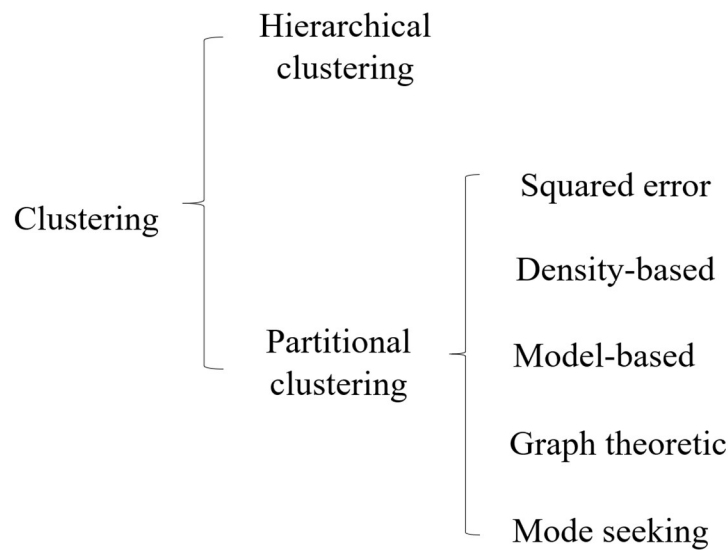 Hierarchical
clustering
Clustering
Partitional
clustering
Squared error
Density-based
Model-based
Graph theoretic
Mode seeking